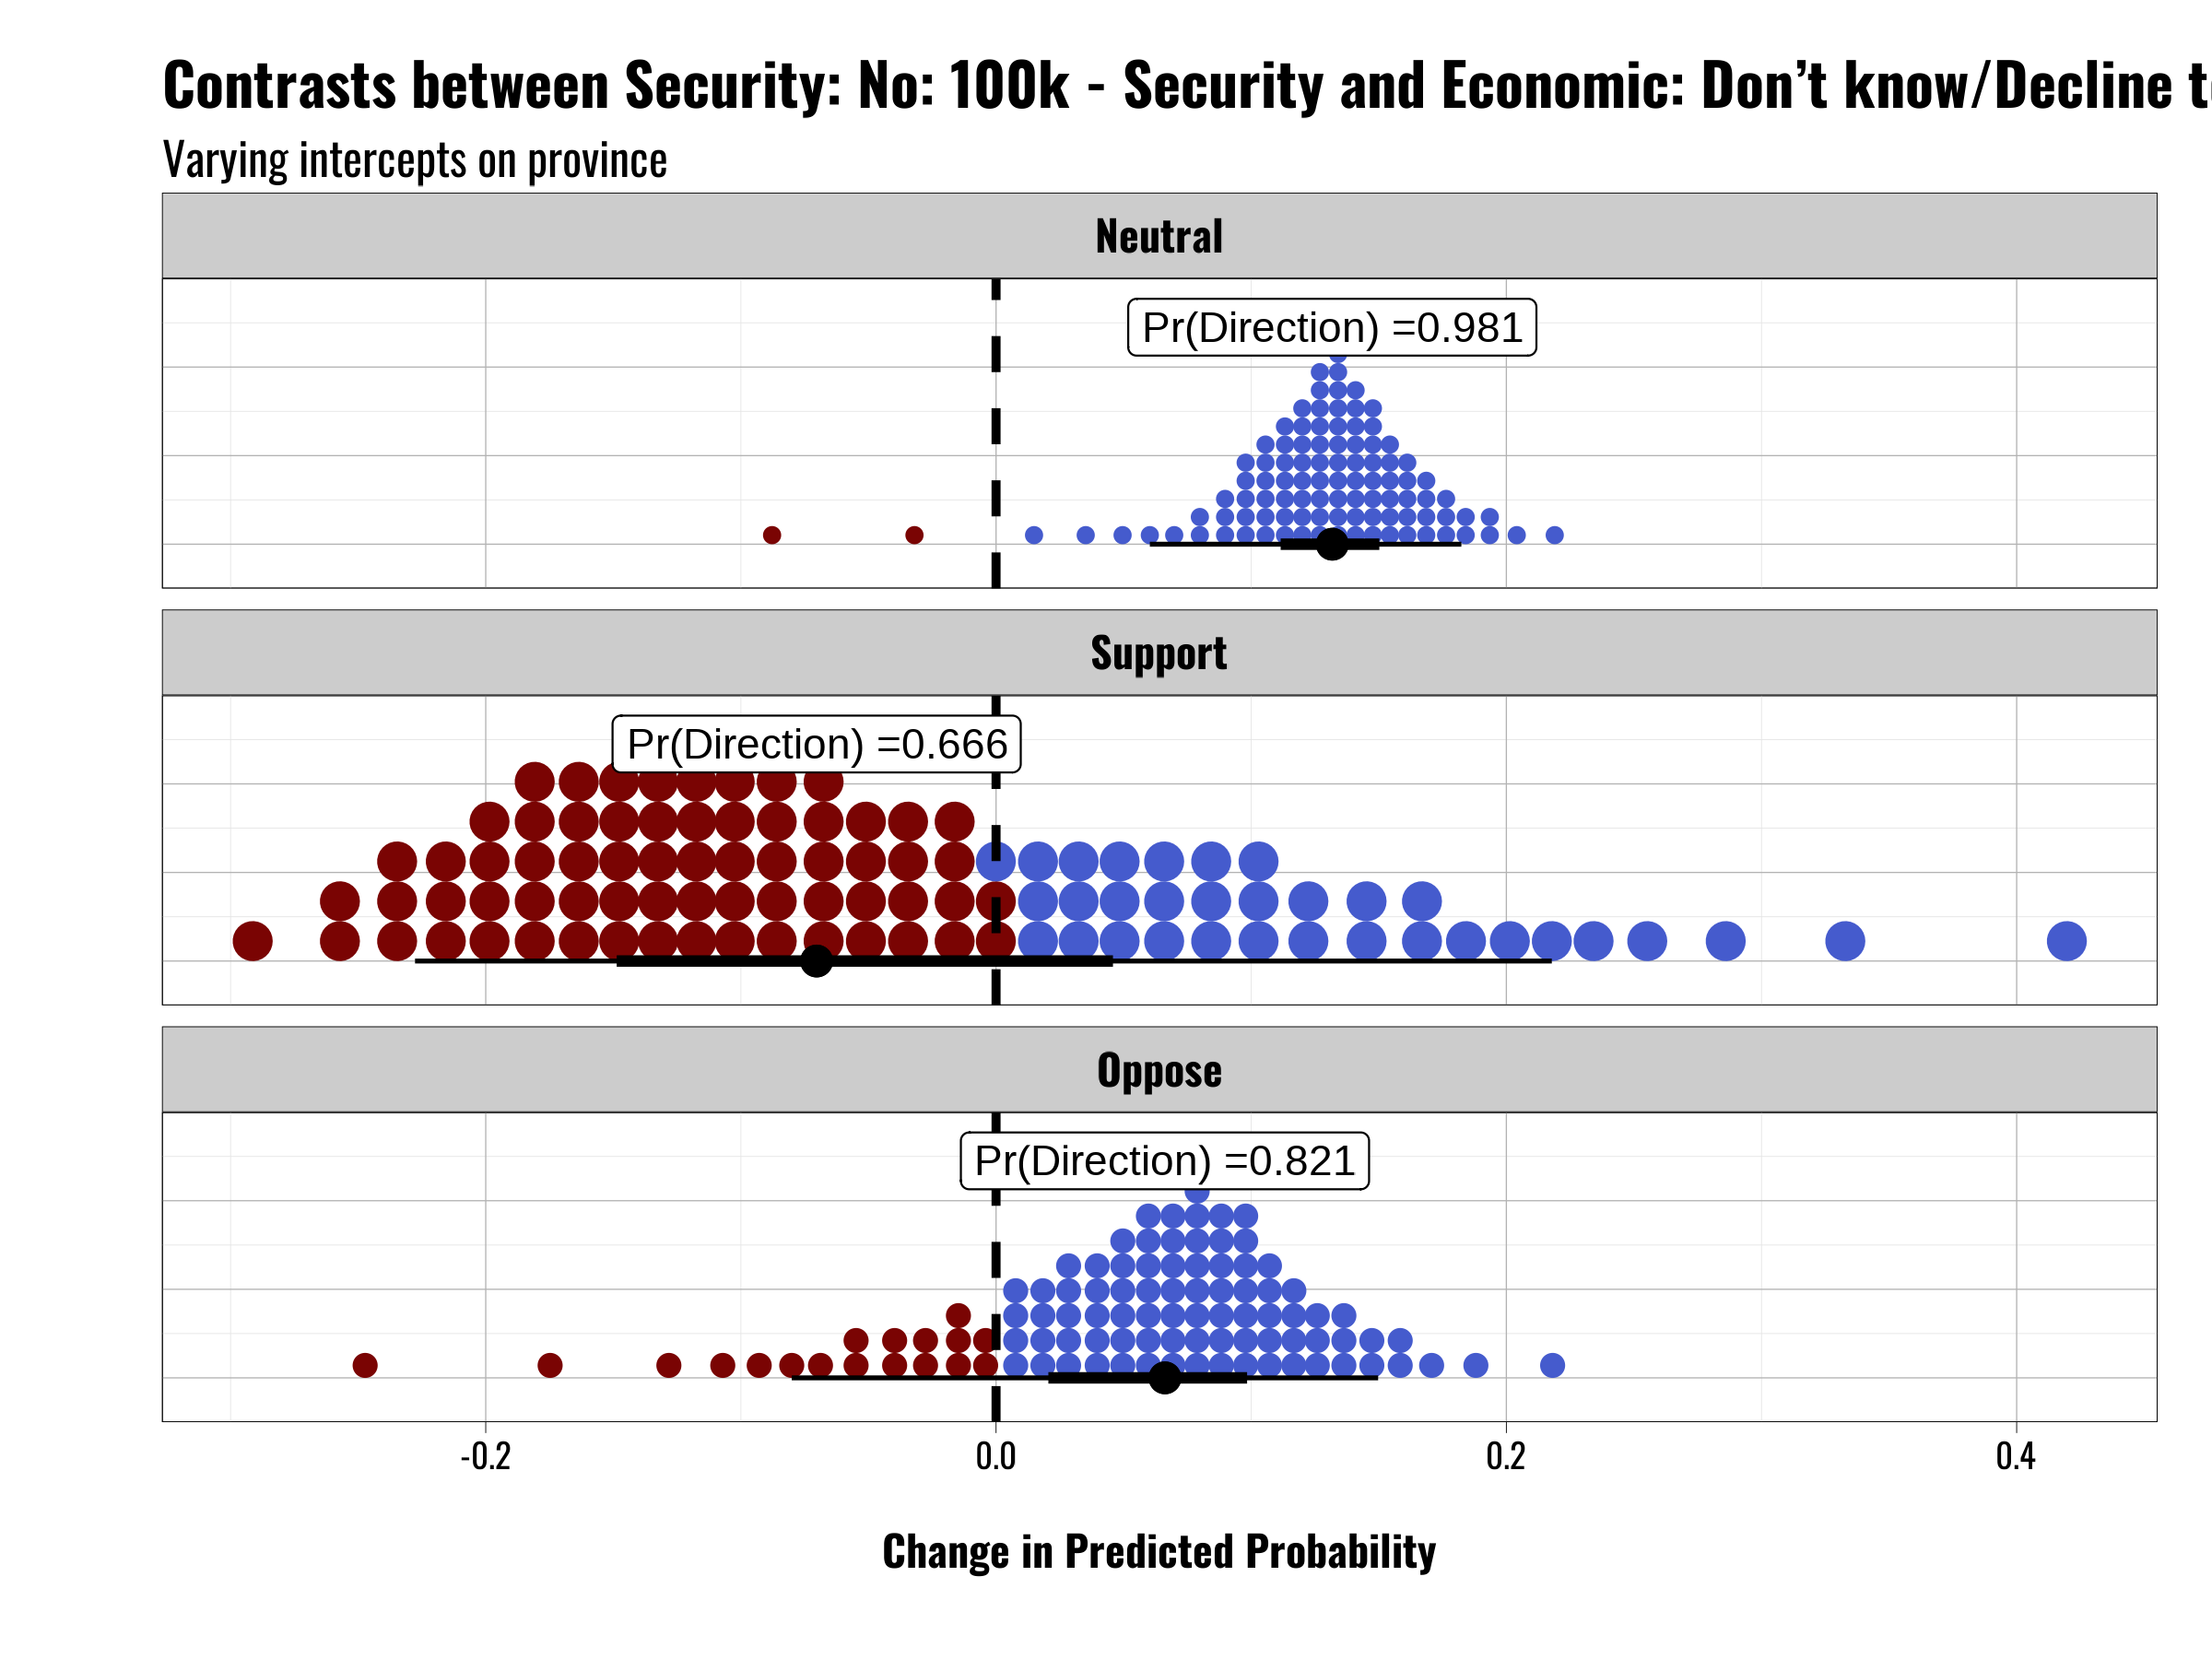 Contrasts between Security: No: 100k - Security and Economic: Don’t know/Decline
Varying intercepts on province
Neutral
Pr(Direction) =0.981
Support
Pr(Direction) =0.666
Oppose
Pr(Direction) =0.821
-0.2 0.0 0.2 0.4
Change in Predicted Probability